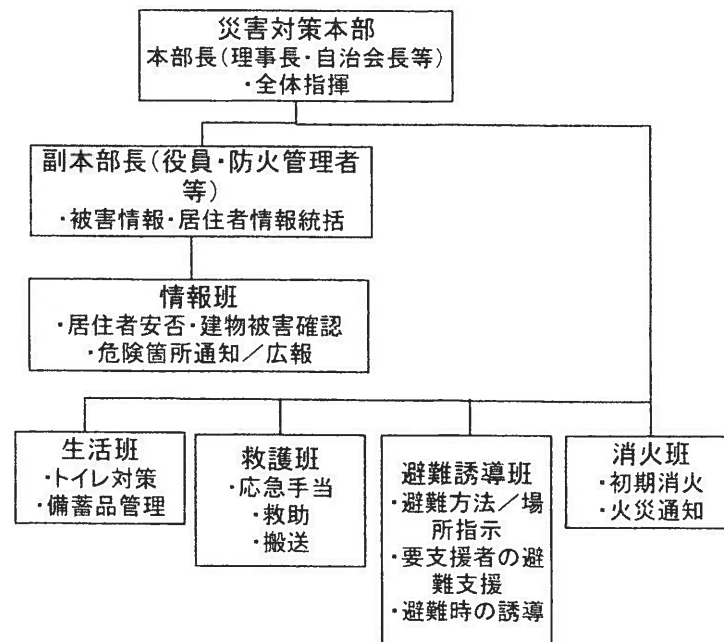 災害対策本部
本部長(理事長・自治会長等)
・全体指揮
副本部長(役員・防火管理者
等)
・被害情報・居住者情報統括
情報班
・居住者安否・建物被害確認
・危険箇所通知／広報
生活班
・トイレ対策
・備蓄品管理
救護班
・応急手当
・救助
・搬送
避難誘導班
・避難方法／場
所指示
・要支援者の避
難支援
・避難時の誘導
消火班
・初期消火
・火災通知